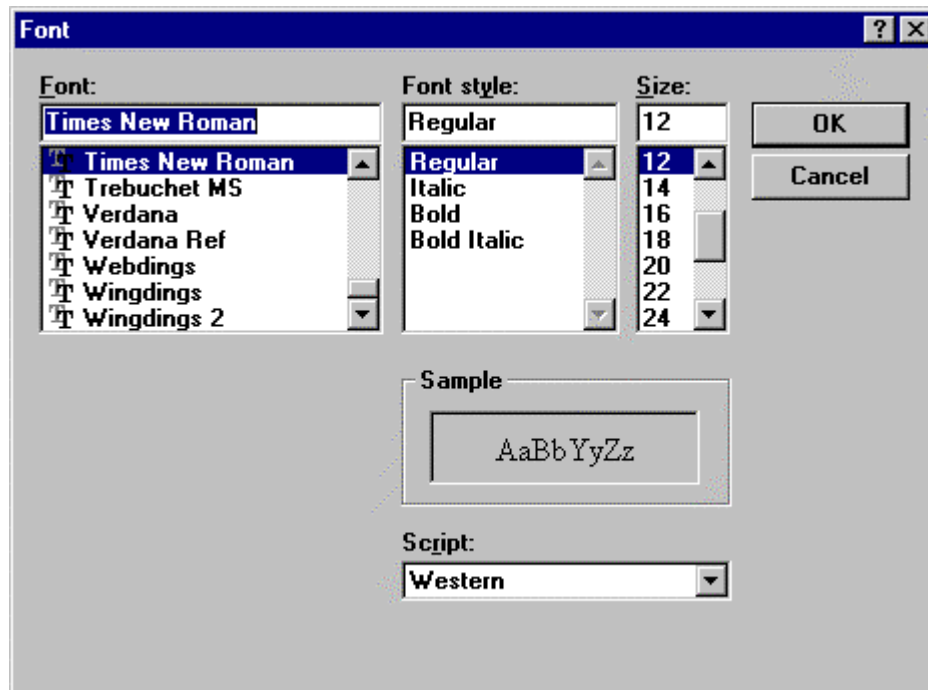 Font
Font:
Times New Roman
Times New Roman
Trebuchet MS
Verdana
Verdana Ref
Webdings
Wingdings
Wingdings 2
Font style:
Regular
Regular
Italic
Bold
Bold Italic
Size:
12
12
14
16
18
20
22
24
OK
Cancel
Sample
AaBbYyZz
Script:
Western